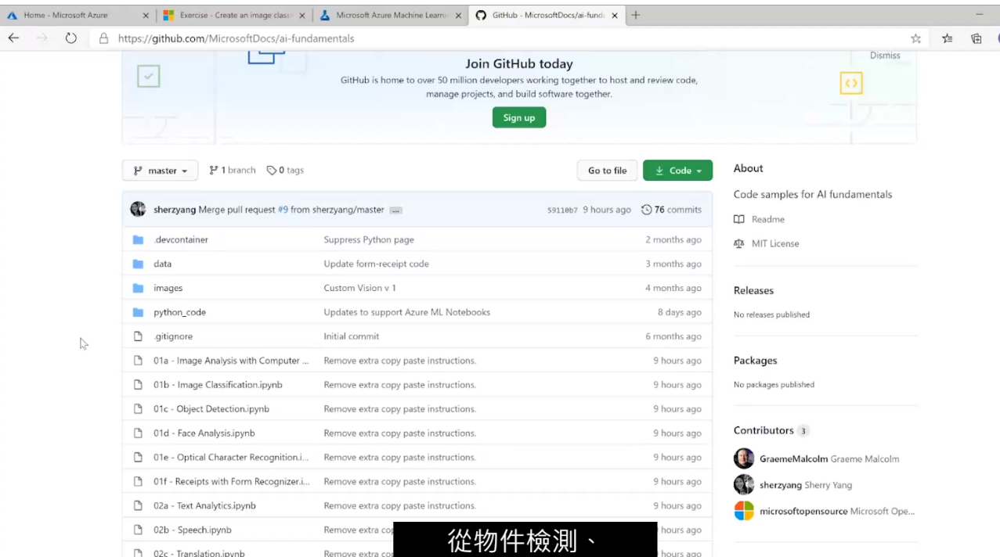 Home - Microsoft Azure
Exercise - Create an image classi
Microsoft Azure Machine Learn
GitHub - MicrosoftDocs/ai-funda
https://github.com/MicrosoftDocs/ai-fundamentals
Join GitHub today
Dismiss
GitHub is home to over 50 million developers working together to host and review code,
manage projects, and build software together.
Sign up
master 1 branch 0 tags Go to file Code
sherzyang Merge pull request #9 from sherzyang/master ... 59110b7 9 hours ago 76 commits
.devcontainer Suppress Python page 2 months ago
data Update form-receipt code 3 months ago
images Custom Vision v 1 4 months ago
python_code Updates to support Azure ML Notebooks 8 days ago
.gitignore Initial commit 6 months ago
01a - Image Analysis with Computer ... Remove extra copy paste instructions. 9 hours ago
01b - Image Classification.ipynb Remove extra copy paste instructions. 9 hours ago
01c - Object Detection.ipynb Remove extra copy paste instructions. 9 hours ago
01d - Face Analysis.ipynb Remove extra copy paste instructions. 9 hours ago
01e - Optical Character Recognition.i... Remove extra copy paste instructions. 9 hours ago
01f - Receipts with Form Recognizer.i... Remove extra copy paste instructions. 9 hours ago
02a - Text Analytics.ipynb Remove extra copy paste instructions. 9 hours ago
02b - Speech.ipynb Remove extra cop hours ago
02c - Translation.ipynb Remove extra cop hours ago
About
Code samples for AI fundamentals
Readme
MIT License
Releases
No releases published
Packages
No packages published
Contributors 3
GraemeMalcolm Graeme Malcolm
sherzyang Sherry Yang
microsoftopensource Microsoft Ope...
從物件檢測、